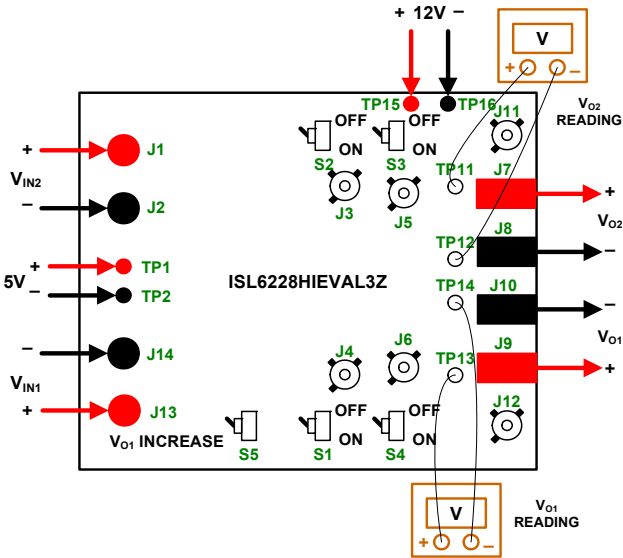 + 12V –
V
+ –
VO2
READING
TP15
TP16
OFF
ON
S2
OFF
ON
S3
J11
+
VIN2
–
J1
J2
J3
J5
TP11
J7
+
VO2
–
TP12
J8
+
5V
–
TP1
TP2
ISL6228HIEVAL3Z
TP14
J10
–
VO1
+
–
VIN1
+
J14
J13
J4
J6
TP13
J9
VO1 INCREASE
S5
OFF
ON
S1
OFF
ON
S4
J12
V
+ –
VO1
READING